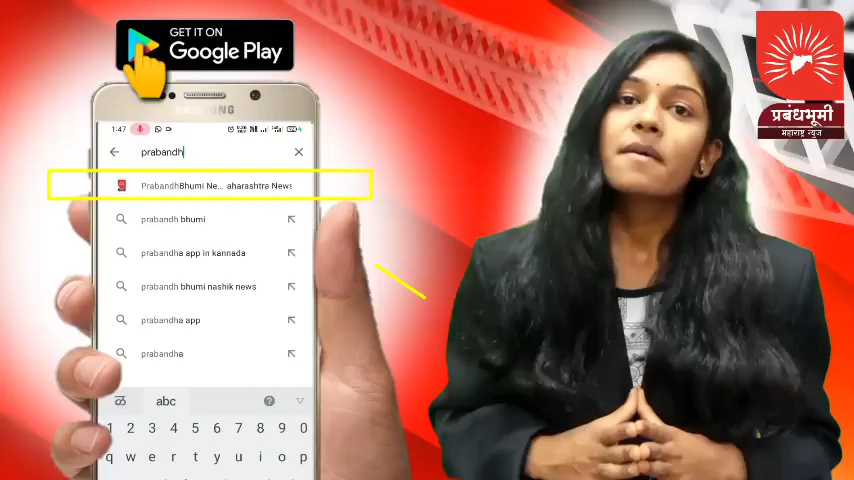 GET IT ON
Google Play
SAMSUNG
1:47
prabandh
PrabandhBhumi Ne... aharashtra News
prabandh bhumi
prabandha app in kannada
prabandh bhumi nashik news
prabandha app
prabandha
ळ abc ?
1 2 3 4 5 6 7 8 9 0
q w e r t y u i o p
प्रबंधभूमी
महाराष्ट्र न्यूज